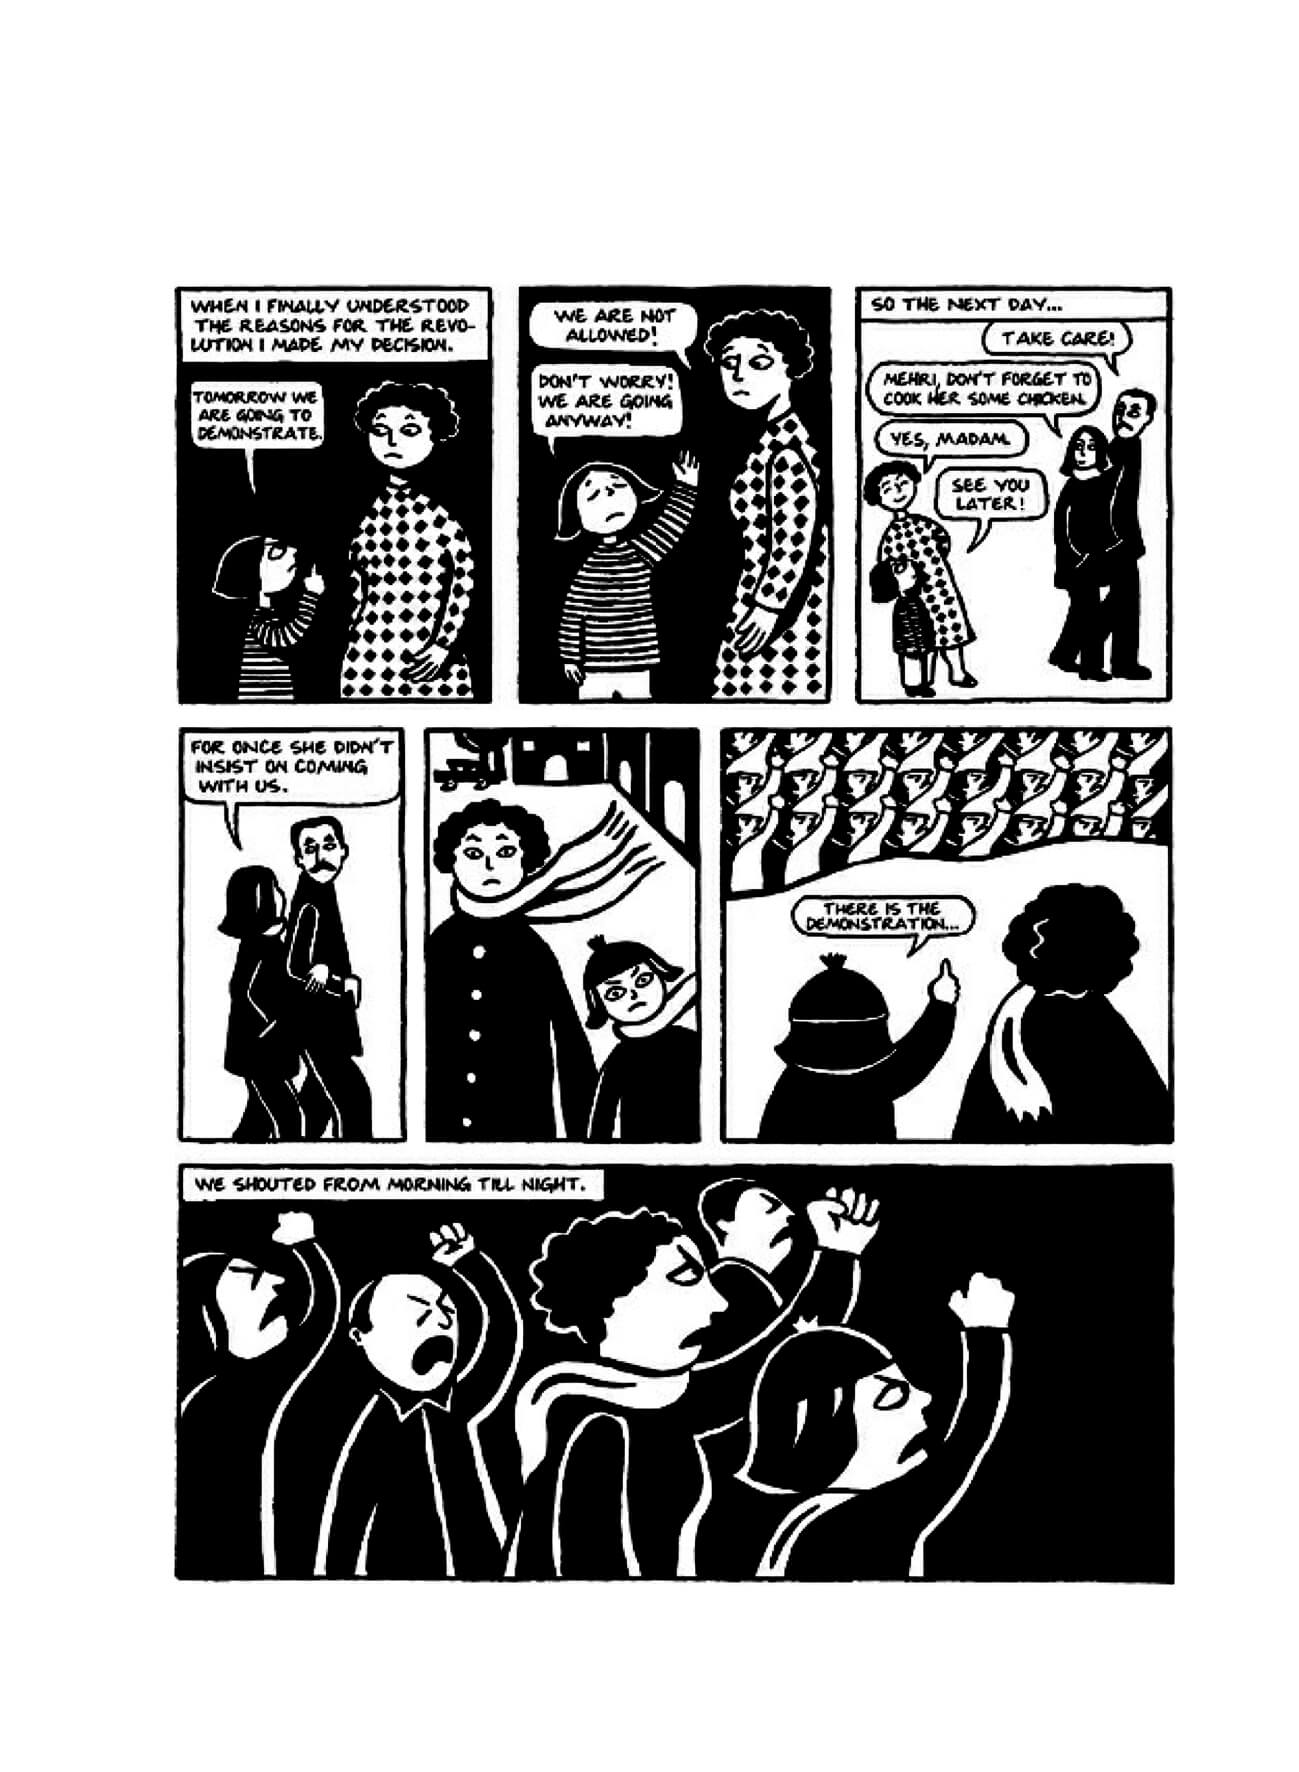 WHEN I FINALLY UNDERSTOOD
THE REASONS FOR THE REVO-
LUTION I MADE MY DECISION.
TOMORROW WE
ARE GOING TO
DEMONSTRATE.
WE ARE NOT
ALLOWED!
DON'T WORRY!
WE ARE GOING
ANYWAY!
SO THE NEXT DAY...
TAKE CARE!
MEHRI, DON'T FORGET TO
COOK HER SOME CHICKEN.
YES, MADAM.
SEE YOU
LATER!
FOR ONCE SHE DIDN'T
INSIST ON COMING
WITH US.
THERE IS THE
DEMONSTRATION...
WE SHOUTED FROM MORNING TILL NIGHT.